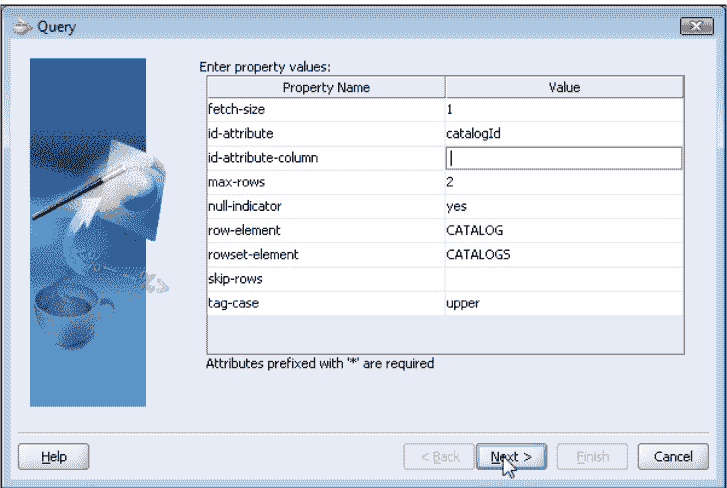 Query
Enter property values:
Property Name Value
fetch-size 1
id-attribute catalogId
id-attribute-column
max-rows 2
null-indicator yes
row-element CATALOG
rowset-element CATALOGS
skip-rows
tag-case upper
Attributes prefixed with '*' are required
Help < Back Next > Finish Cancel